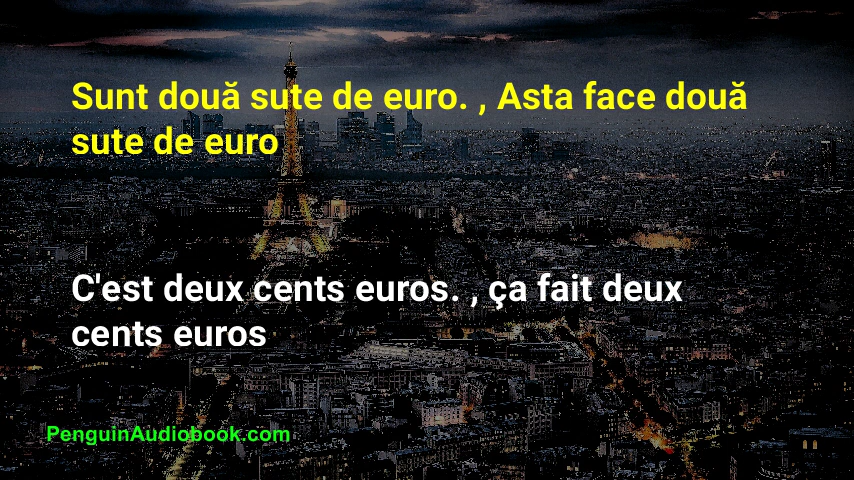 Sunt două sute de euro. , Asta face două
sute de euro
C'est deux cents euros. , ça fait deux
cents euros
PenguinAudiobook.com